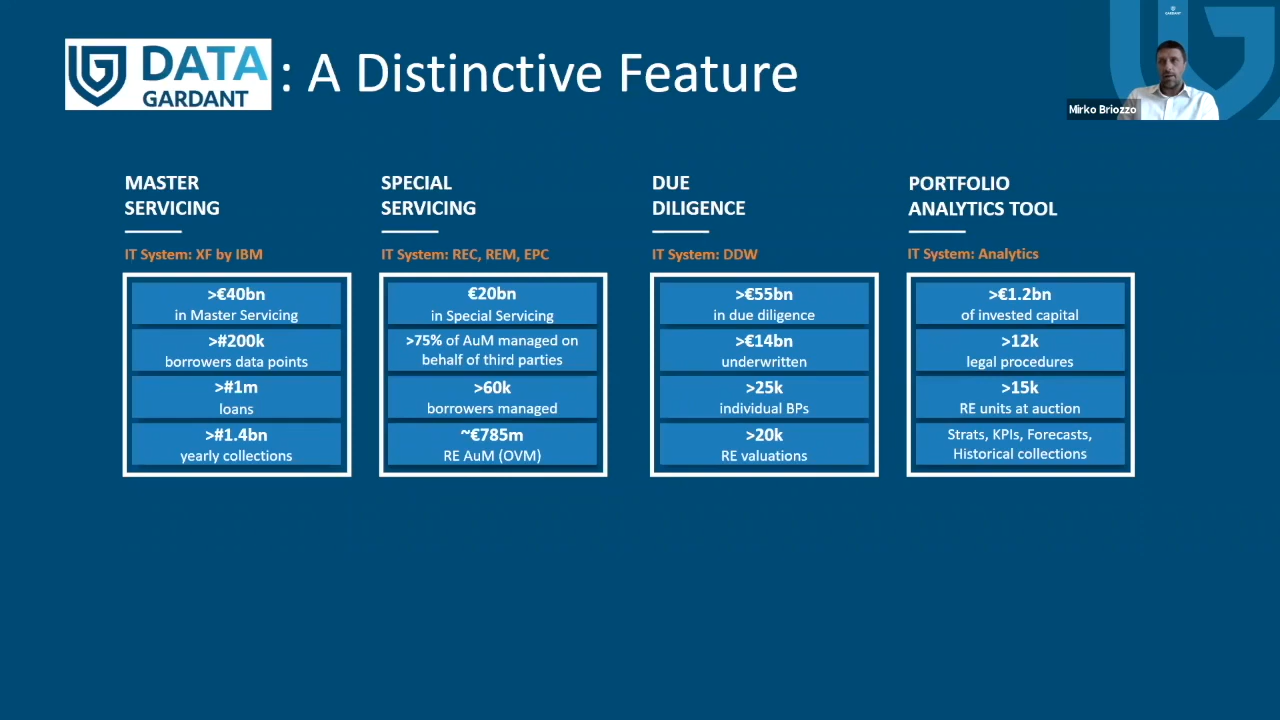 DATA
GARDANT
: A Distinctive Feature
GARDANT
Mirko Briozzo
MASTER
SERVICING
IT System: XF by IBM
>€40bn
in Master Servicing
>#200k
borrowers data points
>#1m
loans
>#1.4bn
yearly collections
SPECIAL
SERVICING
IT System: REC, REM, EPC
€20bn
in Special Servicing
>75% of AuM managed on
behalf of third parties
>60k
borrowers managed
~€785m
RE AuM (OVM)
DUE
DILIGENCE
IT System: DDW
>€55bn
in due diligence
>€14bn
underwritten
>25k
individual BPs
>20k
RE valuations
PORTFOLIO
ANALYTICS TOOL
IT System: Analytics
>€1.2bn
of invested capital
>12k
legal procedures
>15k
RE units at auction
Strats, KPIs, Forecasts,
Historical collections